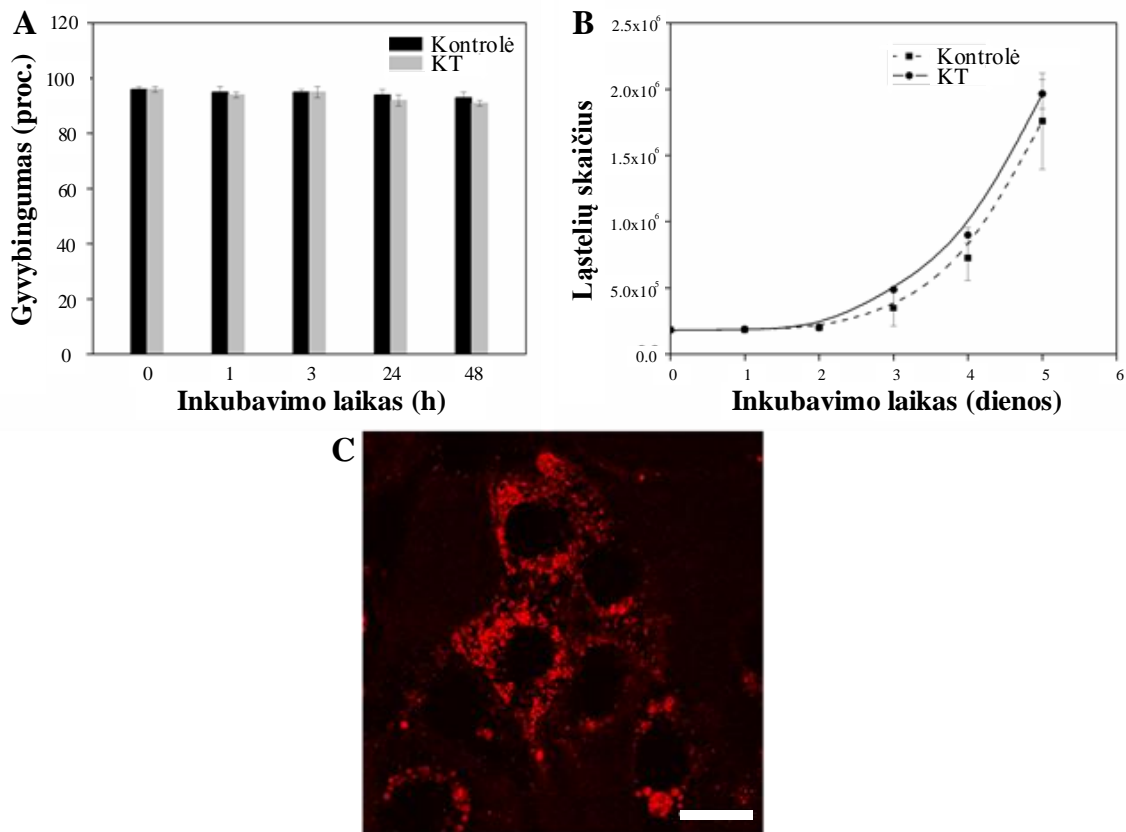 A
Gyvybingumas (proc.)
120
100
80
60
40
20
0
Kontrolė
KT
0 1 3 24 48
Inkubavimo laikas (h)
B
Ląstelių skaičius
2.5x10⁶
2.0x10⁶
1.5x10⁶
1.0x10⁶
5.0x10⁵
0.0
Kontrolė
KT
0 1 2 3 4 5 6
Inkubavimo laikas (dienos)
C